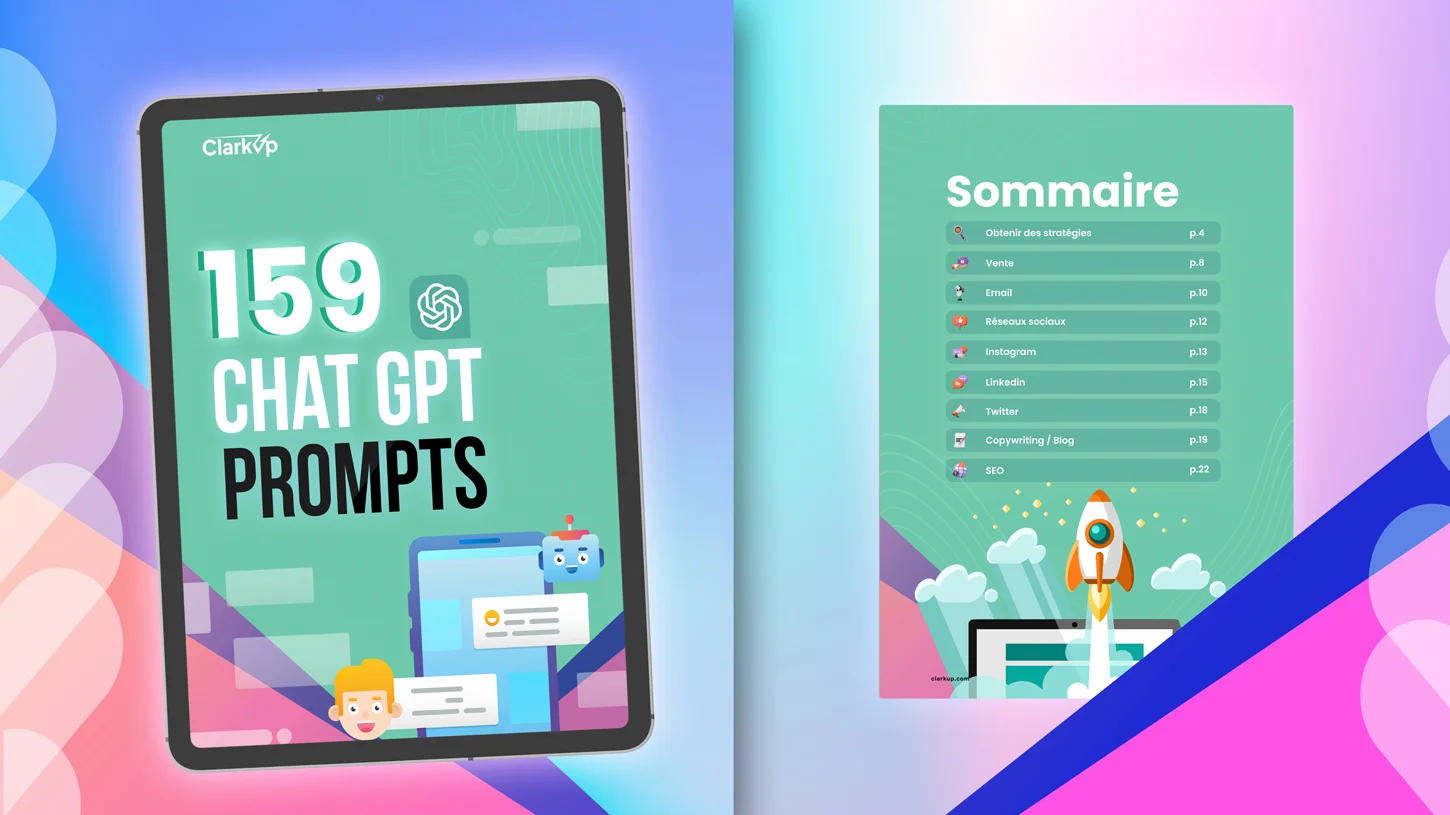 ClarkUp
159
CHAT GPT
PROMPTS
Sommaire
Obtenir des stratégies p.4
Vente p.8
Email p.10
Réseaux sociaux p.12
Instagram p.13
Linkedin p.15
Twitter p.18
Copywriting / Blog p.19
SEO p.22
clarkup.com